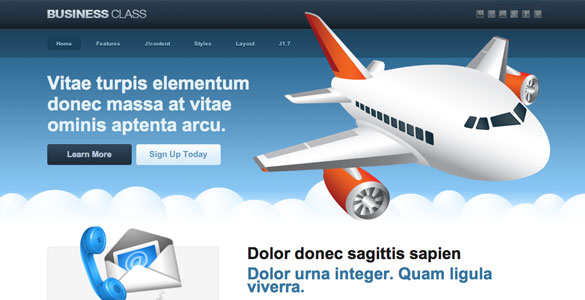 BUSINESS CLASS
Home Features J!content Styles Layout J1.7
Vitae turpis elementum
donec massa at vitae
ominis aptenta arcu.
Learn More Sign Up Today
@
Dolor donec sagittis sapien
Dolor urna integer. Quam ligula
viverra.